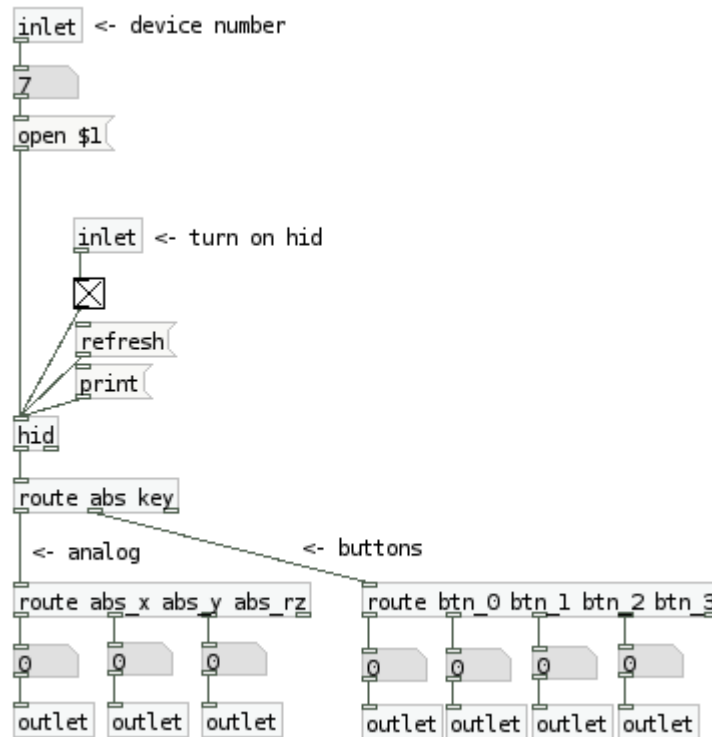 inlet <- device number
7
open $1
inlet <- turn on hid
refresh
print
hid
route abs key
<- analog
<- buttons
route abs_x abs_y abs_rz
route btn_0 btn_1 btn_2 btn_3
0 0 0 0 0 0 0
outlet outlet outlet outlet outlet outlet outlet